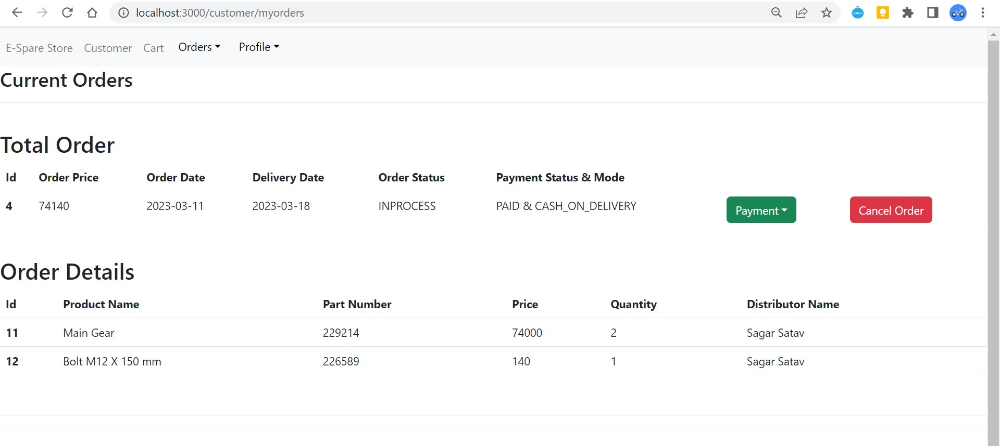 localhost:3000/customer/myorders
E-Spare Store Customer Cart Orders Profile
Current Orders
Total Order
Id Order Price Order Date Delivery Date Order Status Payment Status & Mode
4 74140 2023-03-11 2023-03-18 INPROCESS PAID & CASH_ON_DELIVERY Payment Cancel Order
Order Details
Id Product Name Part Number Price Quantity Distributor Name
11 Main Gear 229214 74000 2 Sagar Satav
12 Bolt M12 X 150 mm 226589 140 1 Sagar Satav